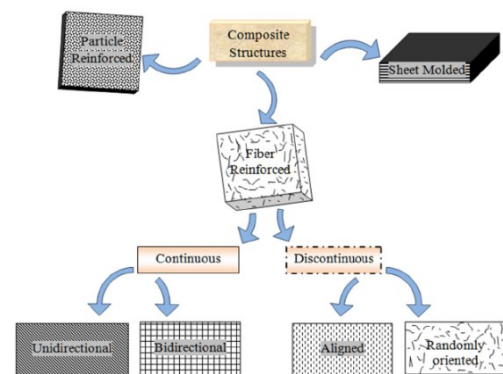 Composite
Structures
Particle
Reinforced
Sheet Molded
Fiber
Reinforced
Continuous
Discontinuous
Unidirectional
Bidirectional
Aligned
Randomly
oriented